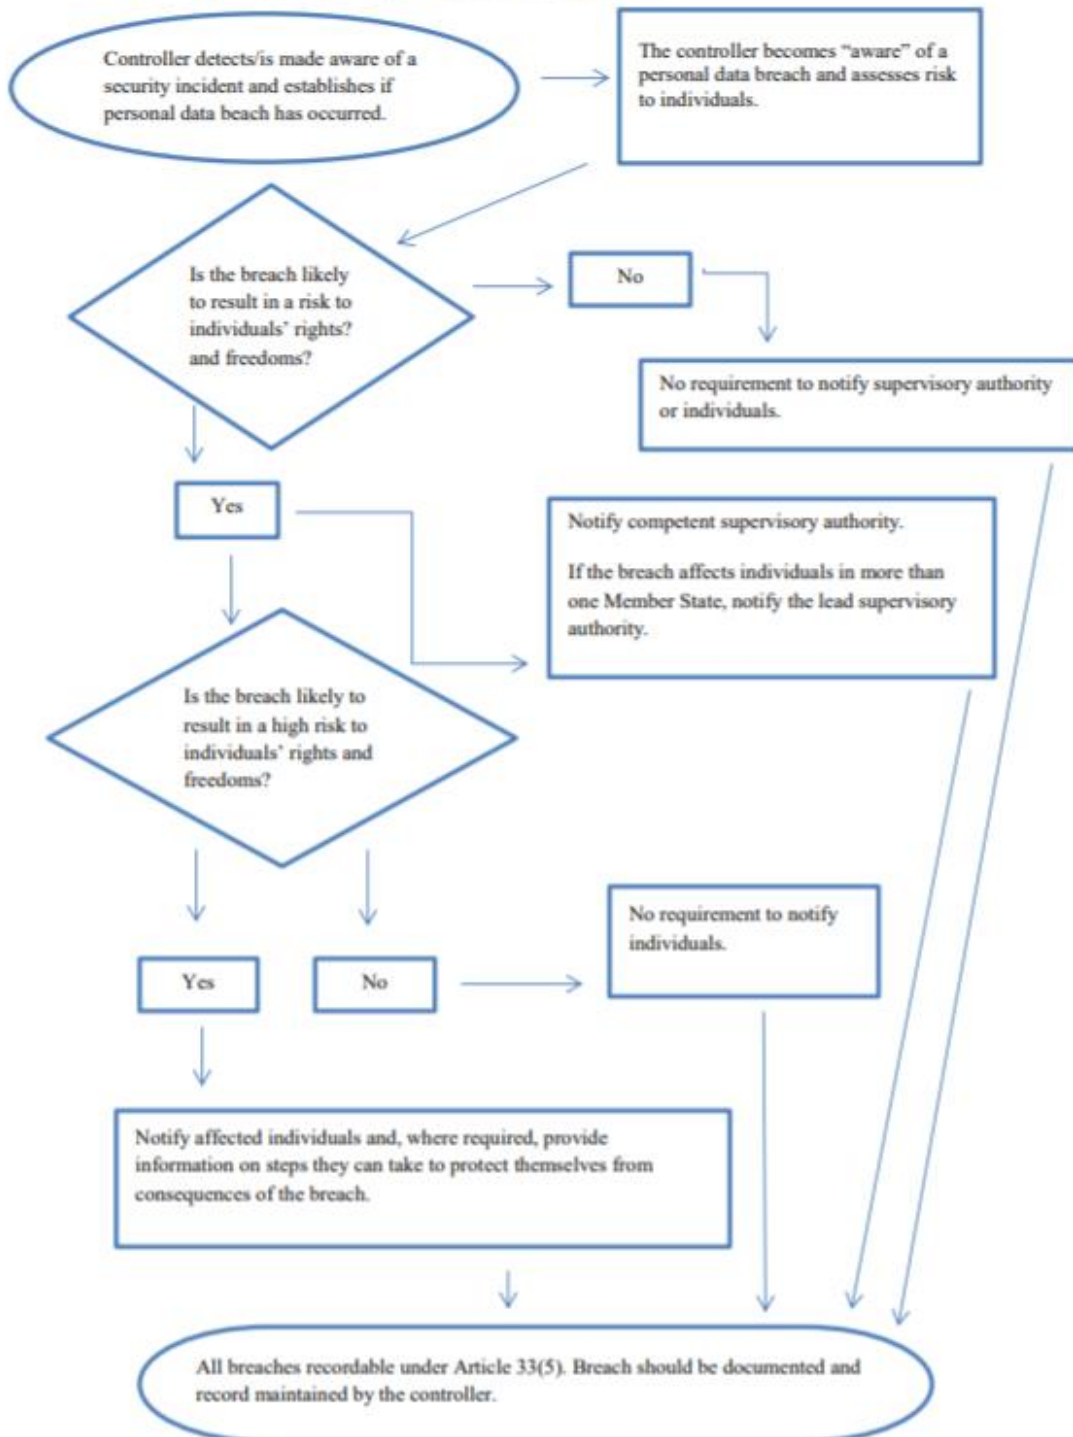 Controller detects/is made aware of a
security incident and establishes if
personal data beach has occurred.
The controller becomes “aware” of a
personal data breach and assesses risk
to individuals.
Is the breach likely
to result in a risk to
individuals’ rights?
and freedoms?
No
No requirement to notify supervisory authority
or individuals.
Yes
Notify competent supervisory authority.
If the breach affects individuals in more than
one Member State, notify the lead supervisory
authority.
Is the breach likely to
result in a high risk to
individuals’ rights and
freedoms?
No requirement to notify
individuals.
Yes
No
Notify affected individuals and, where required, provide
information on steps they can take to protect themselves from
consequences of the breach.
All breaches recordable under Article 33(5). Breach should be documented and
record maintained by the controller.